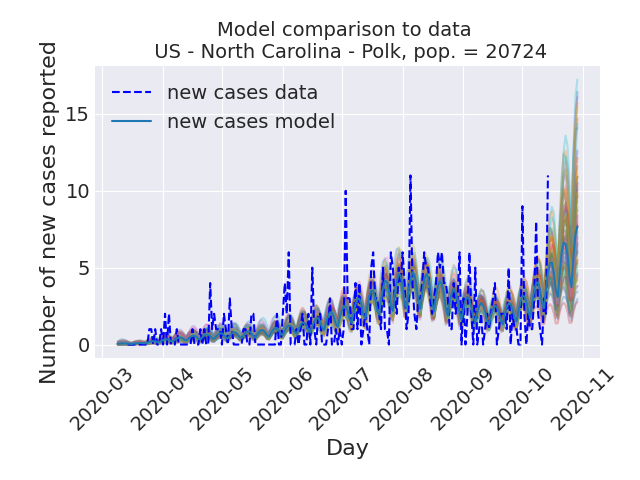 Model comparison to data
US - North Carolina - Polk, pop. = 20724
Number of new cases reported
new cases data
new cases model
15
10
5
0
2020-03
2020-04
2020-05
2020-06
2020-07
2020-08
2020-09
2020-10
2020-11
Day